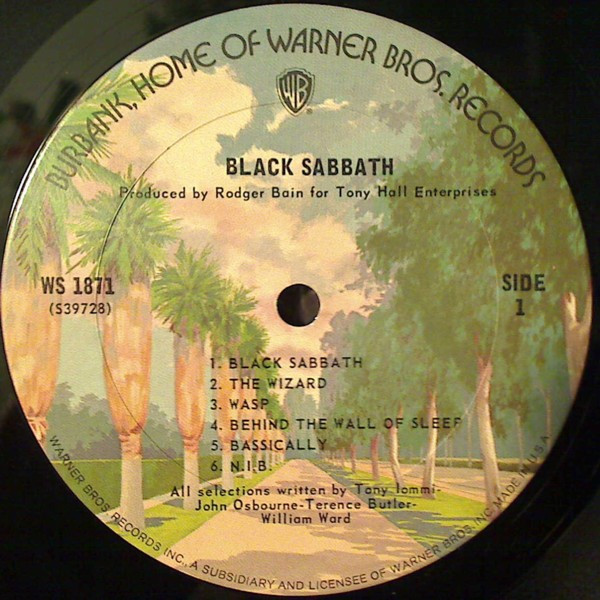 BURBANK, HOME OF WARNER BROS. RECORDS
WB
BLACK SABBATH
Produced by Rodger Bain for Tony Hall Enterprises
WS 1871
(S39728)
SIDE
1
1. BLACK SABBATH
2. THE WIZARD
3. WASP
4. BEHIND THE WALL OF SLEEP
5. BASSICALLY
6. N.I.B.
All selections written by Tony Iommi-
John Osbourne-Terence Butler-
William Ward
WARNER BROS. RECORDS INC., A SUBSIDIARY AND LICENSEE OF WARNER BROS. INC. MADE IN U.S.A.